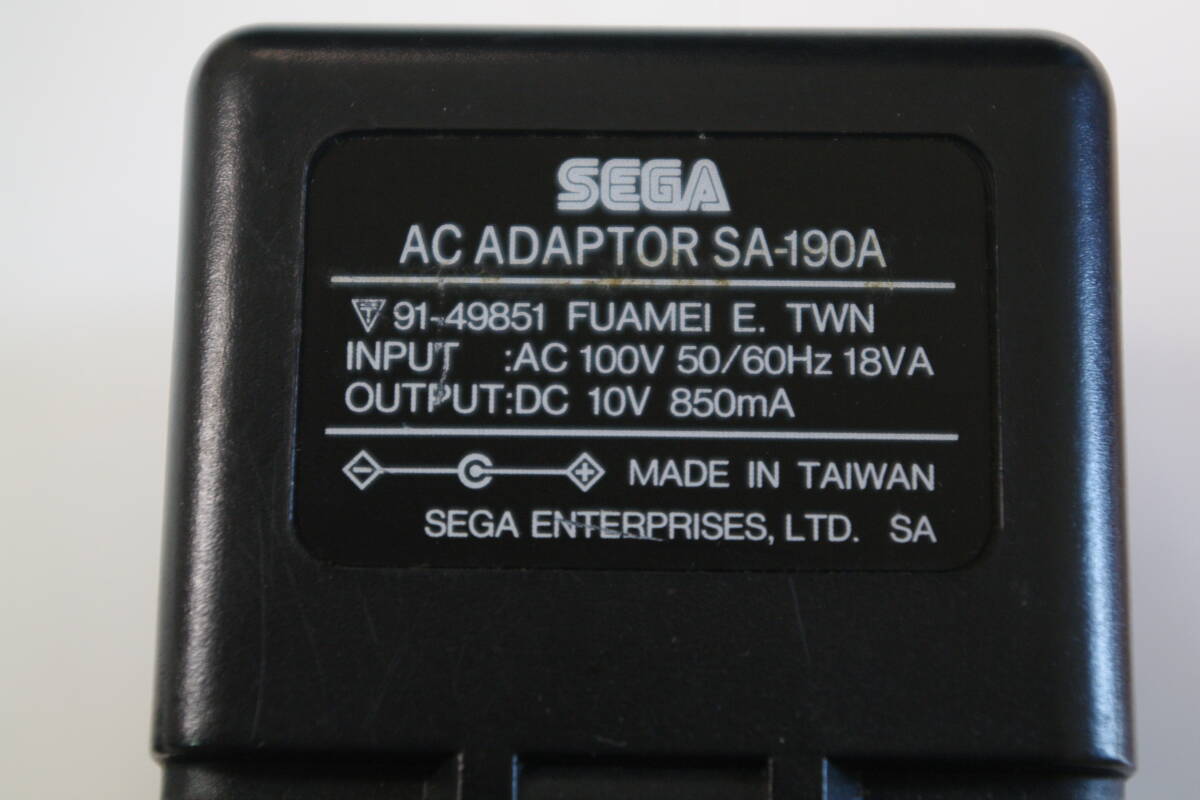 SEGA
AC ADAPTOR SA-190A
91-49851 FUAMEI E. TWN
INPUT :AC 100V 50/60Hz 18VA
OUTPUT:DC 10V 850mA
MADE IN TAIWAN
SEGA ENTERPRISES, LTD. SA